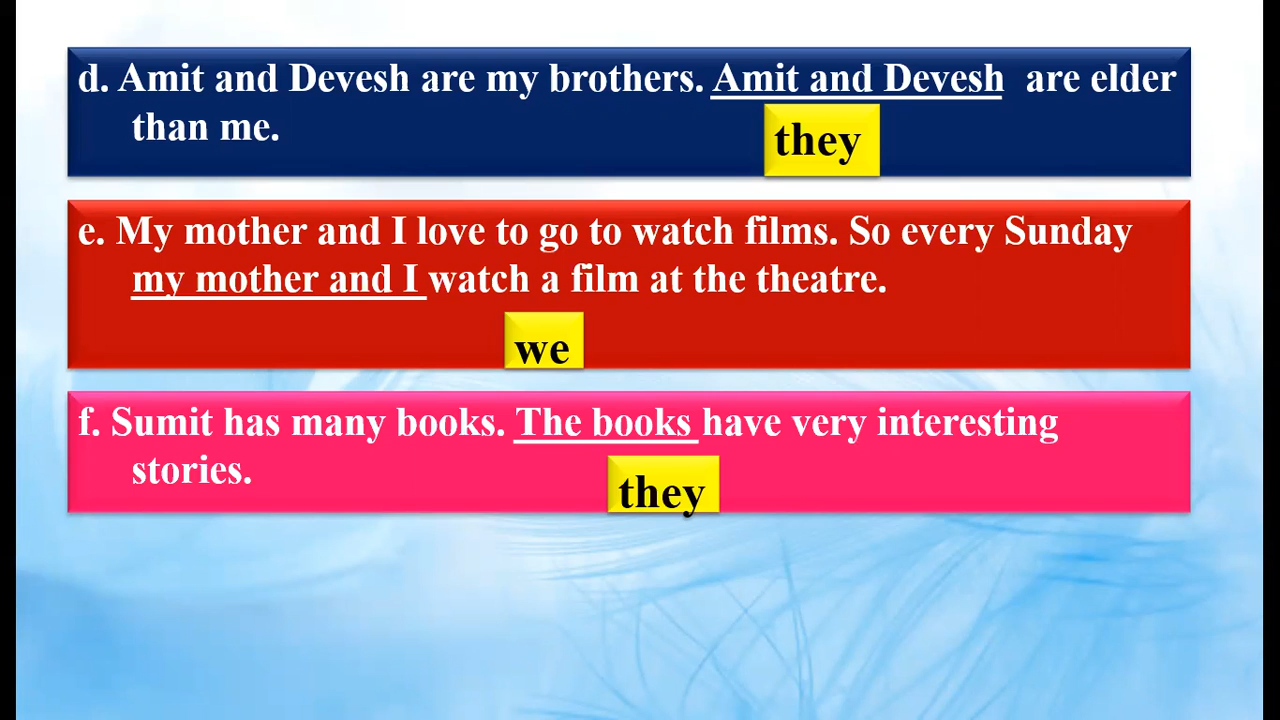 d. Amit and Devesh are my brothers. Amit and Devesh are elder
than me.
they
e. My mother and I love to go to watch films. So every Sunday
my mother and I watch a film at the theatre.
we
f. Sumit has many books. The books have very interesting
stories.
they